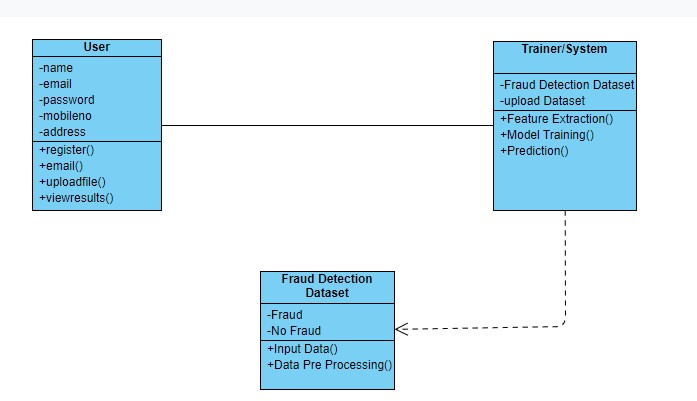 User
-name
-email
-password
-mobileno
-address
+register()
+email()
+uploadfile()
+viewresults()
Trainer/System
-Fraud Detection Dataset
-upload Dataset
+Feature Extraction()
+Model Training()
+Prediction()
Fraud Detection
Dataset
-Fraud
-No Fraud
+Input Data()
+Data Pre Processing()